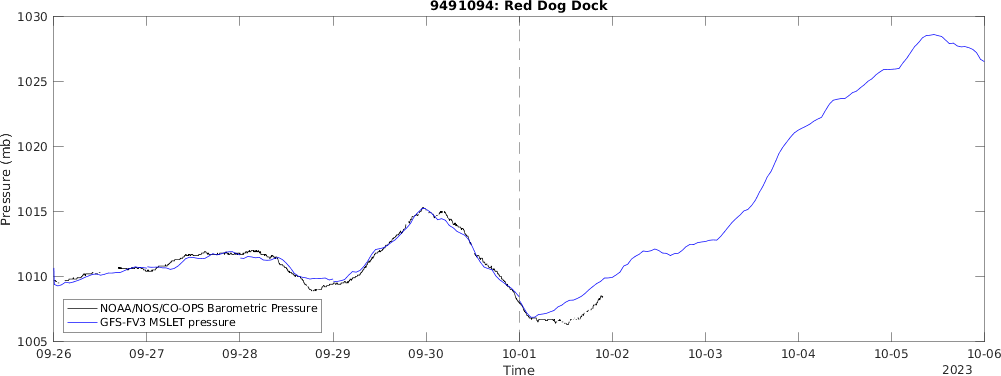 9491094: Red Dog Dock
Pressure (mb)
1030
1025
1020
1015
1010
1005
NOAA/NOS/CO-OPS Barometric Pressure
GFS-FV3 MSLET pressure
09-26 09-27 09-28 09-29 09-30 10-01 10-02 10-03 10-04 10-05 10-06
Time
2023